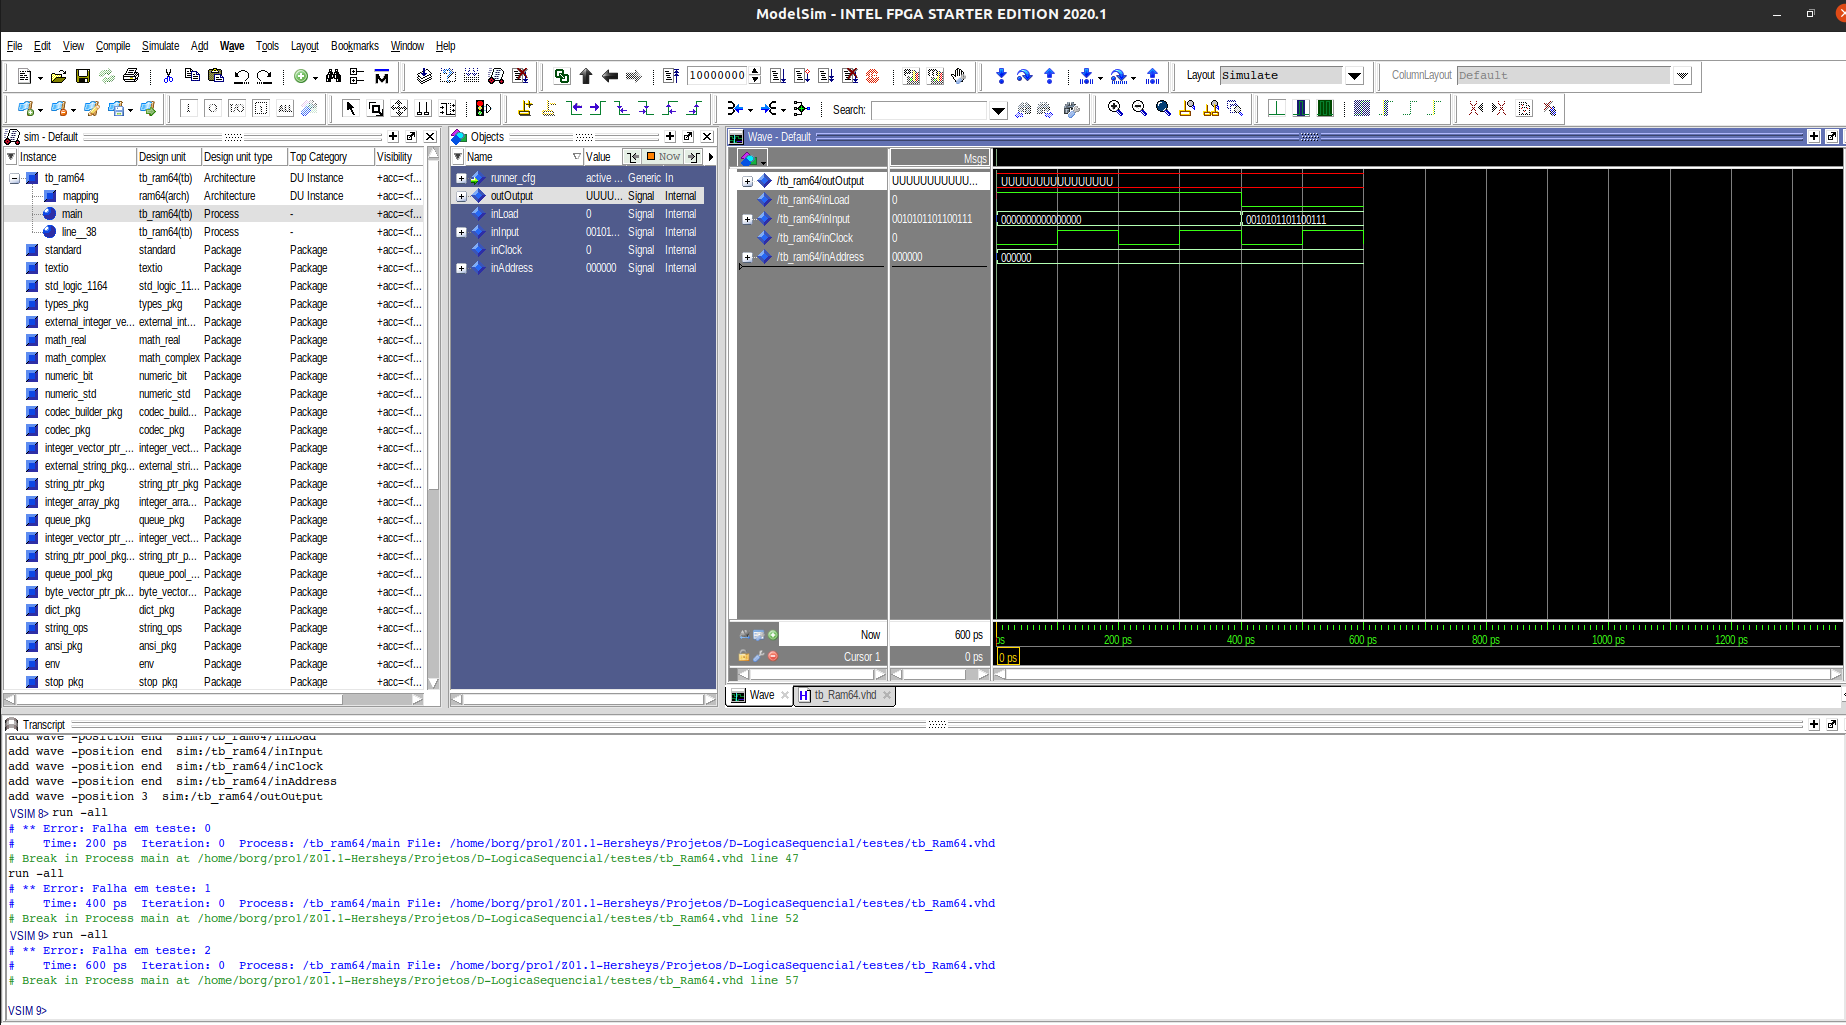 ModelSim - INTEL FPGA STARTER EDITION 2020.1
File Edit View Compile Simulate Add Wave Tools Layout Bookmarks Window Help
10000000 Layout Simulate ColumnLayout Default
Search:
sim - Default
Instance Design unit Design unit type Top Category Visibility
tb_ram64 tb_ram64(tb) Architecture DU Instance +acc=<f...
mapping ram64(arch) Architecture DU Instance +acc=<f...
main tb_ram64(tb) Process - +acc=<f...
line__38 tb_ram64(tb) Process - +acc=<f...
standard standard Package Package +acc=<f...
textio textio Package Package +acc=<f...
std_logic_1164 std_logic_11... Package Package +acc=<f...
types_pkg types_pkg Package Package +acc=<f...
external_integer_ve... external_int... Package Package +acc=<f...
math_real math_real Package Package +acc=<f...
math_complex math_complex Package Package +acc=<f...
numeric_bit numeric_bit Package Package +acc=<f...
numeric_std numeric_std Package Package +acc=<f...
codec_builder_pkg codec_build... Package Package +acc=<f...
codec_pkg codec_pkg Package Package +acc=<f...
integer_vector_ptr_... integer_vect... Package Package +acc=<f...
external_string_pkg... external_stri... Package Package +acc=<f...
string_ptr_pkg string_ptr_pkg Package Package +acc=<f...
integer_array_pkg integer_arra... Package Package +acc=<f...
queue_pkg queue_pkg Package Package +acc=<f...
integer_vector_ptr_... integer_vect... Package Package +acc=<f...
string_ptr_pool_pkg... string_ptr_p... Package Package +acc=<f...
queue_pool_pkg queue_pool_... Package Package +acc=<f...
byte_vector_ptr_pk... byte_vector... Package Package +acc=<f...
dict_pkg dict_pkg Package Package +acc=<f...
string_ops string_ops Package Package +acc=<f...
ansi_pkg ansi_pkg Package Package +acc=<f...
env env Package Package +acc=<f...
stop_pkg stop_pkg Package Package +acc=<f...
Objects
Name Value Now
runner_cfg active ... Generic In
outOutput UUUU... Signal Internal
inLoad 0 Signal Internal
inInput 00101... Signal Internal
inClock 0 Signal Internal
inAddress 000000 Signal Internal
Wave - Default
Msgs
/tb_ram64/outOutput UUUUUUUUUUU... UUUUUUUUUUUUUUUU
/tb_ram64/inLoad 0
/tb_ram64/inInput 0010101101100111 0000000000000000 0010101101100111
/tb_ram64/inClock 0
/tb_ram64/inAddress 000000 000000
Now 600 ps ps 200 ps 400 ps 600 ps 800 ps 1000 ps 1200 ps
Cursor 1 0 ps 0 ps
Wave tb_Ram64.vhd
Transcript
add wave -position end sim:/tb_ram64/inLoad
add wave -position end sim:/tb_ram64/inInput
add wave -position end sim:/tb_ram64/inClock
add wave -position end sim:/tb_ram64/inAddress
add wave -position 3 sim:/tb_ram64/outOutput
VSIM 8> run -all
# ** Error: Falha em teste: 0
# Time: 200 ps Iteration: 0 Process: /tb_ram64/main File: /home/borg/pro1/Z01.1-Hersheys/Projetos/D-LogicaSequencial/testes/tb_Ram64.vhd
# Break in Process main at /home/borg/pro1/Z01.1-Hersheys/Projetos/D-LogicaSequencial/testes/tb_Ram64.vhd line 47
run -all
# ** Error: Falha em teste: 1
# Time: 400 ps Iteration: 0 Process: /tb_ram64/main File: /home/borg/pro1/Z01.1-Hersheys/Projetos/D-LogicaSequencial/testes/tb_Ram64.vhd
# Break in Process main at /home/borg/pro1/Z01.1-Hersheys/Projetos/D-LogicaSequencial/testes/tb_Ram64.vhd line 52
VSIM 9> run -all
# ** Error: Falha em teste: 2
# Time: 600 ps Iteration: 0 Process: /tb_ram64/main File: /home/borg/pro1/Z01.1-Hersheys/Projetos/D-LogicaSequencial/testes/tb_Ram64.vhd
# Break in Process main at /home/borg/pro1/Z01.1-Hersheys/Projetos/D-LogicaSequencial/testes/tb_Ram64.vhd line 57
VSIM 9>